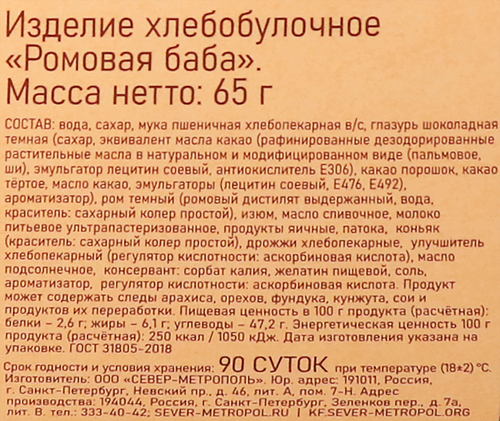 Изделие хлебобулочное
«Ромовая баба».
Масса нетто: 65 г
СОСТАВ: вода, сахар, мука пшеничная хлебопекарная в/с, глазурь шоколадная
темная (сахар, эквивалент масла какао (рафинированные дезодорированные
растительные масла в натуральном и модифицированном виде (пальмовое,
ши), эмульгатор лецитин соевый, антиокислитель Е306), какао порошок, какао
тёртое, масло какао, эмульгаторы (лецитин соевый, Е476, Е492),
ароматизатор), ром темный (ромовый дистилят выдержанный, вода,
краситель: сахарный колер простой), изюм, масло сливочное, молоко
питьевое ультрапастеризованное, продукты яичные, патока, коньяк
(краситель: сахарный колер простой), дрожжи хлебопекарные, улучшитель
хлебопекарный (регулятор кислотности: аскорбиновая кислота), масло
подсолнечное, консервант: сорбат калия, желатин пищевой, соль,
ароматизатор, регулятор кислотности: аскорбиновая кислота. Продукт
может содержать следы арахиса, орехов, фундука, кунжута, сои и
продуктов их переработки. Пищевая ценность в 100 г продукта (расчётная):
белки – 2,6 г; жиры – 6,1 г; углеводы – 47,2 г. Энергетическая ценность 100 г
продукта (расчётная): 250 ккал / 1050 кДж. Дата изготовления указана на
упаковке. ГОСТ 31805-2018
Срок годности и условия хранения: 90 СУТОК при температуре (18±2) °С.
Изготовитель: ООО «СЕВЕР-МЕТРОПОЛЬ». Юр. адрес: 191011, Россия,
г. Санкт-Петербург, Невский пр., д. 46, лит. А, пом. 7-Н. Адрес
производства: 194044, Россия, г. Санкт-Петербург, Зеленков пер., д. 7а,
лит. В, тел.: 333-40-42; SEVER-METROPOL.RU | KF.SEVER-METROPOL.ORG